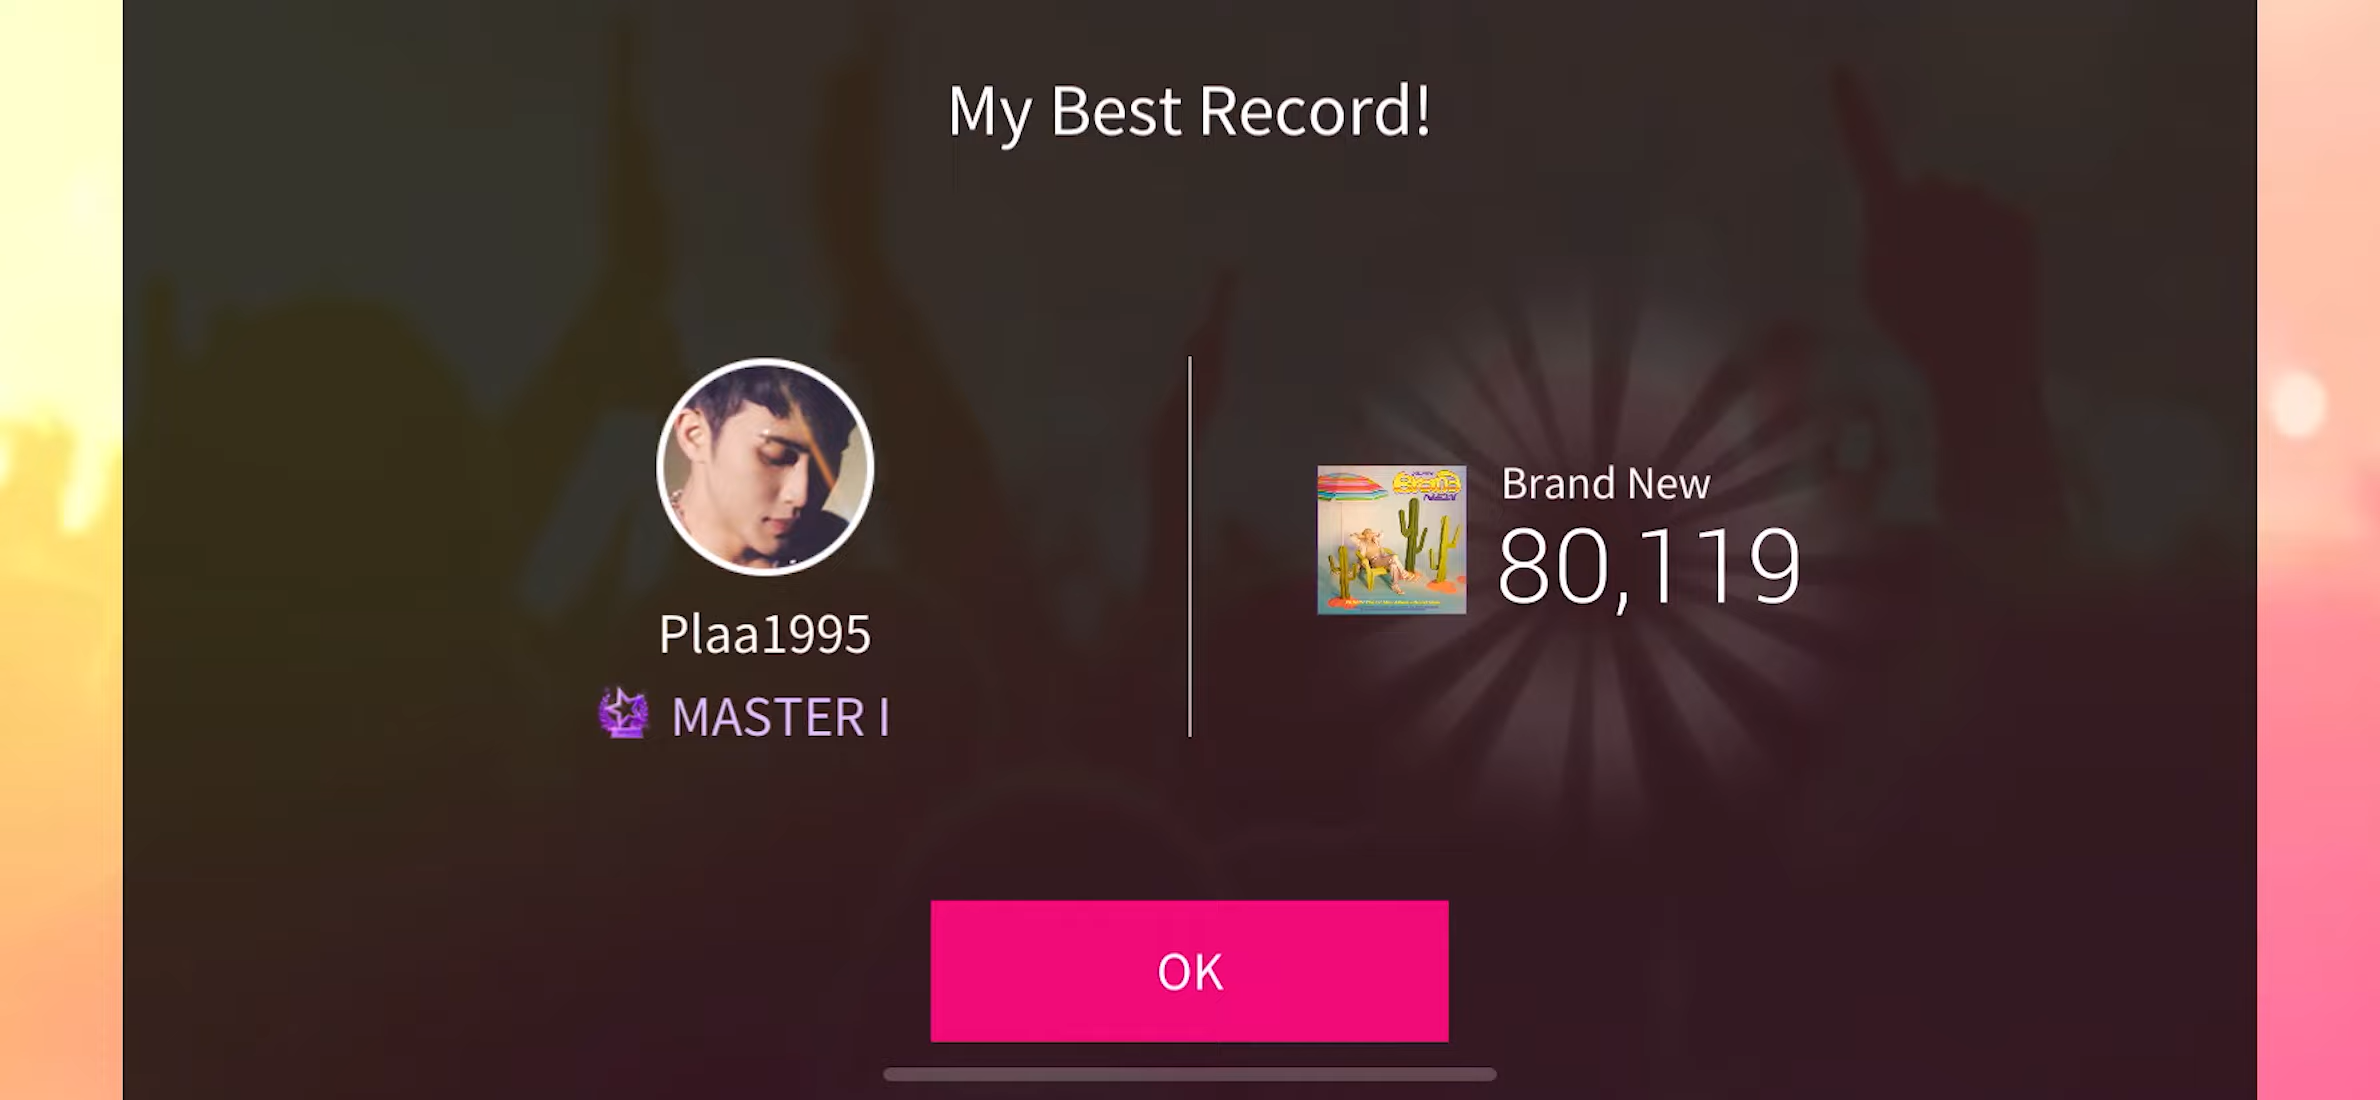 My Best Record!
Plaa1995
MASTER I
Brand New
80,119
OK